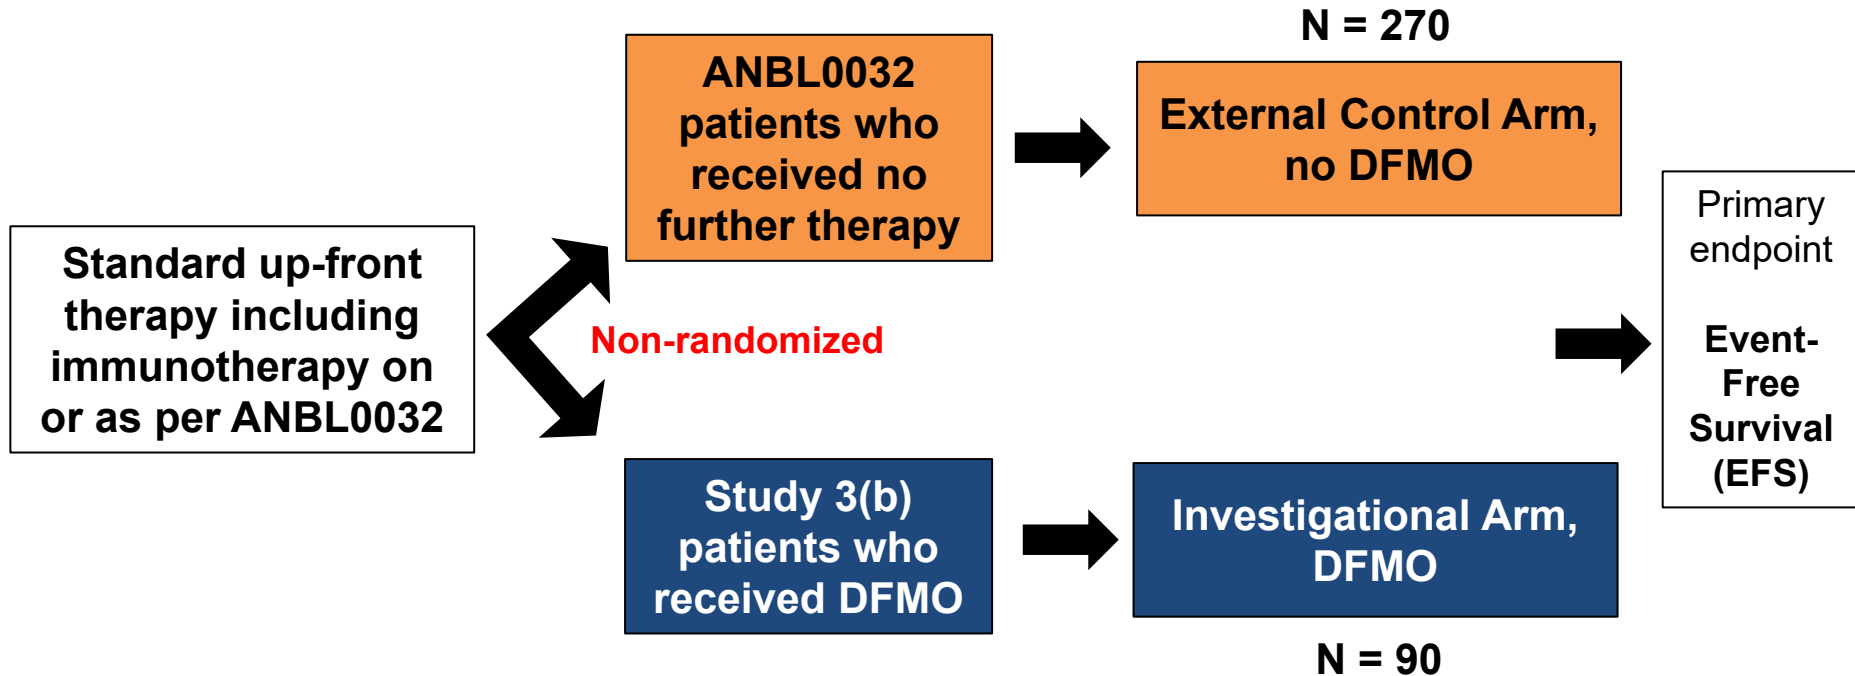 Standard up-front
therapy including
immunotherapy on
or as per ANBL0032
Non-randomized
ANBL0032
patients who
received no
further therapy
N = 270
External Control Arm,
no DFMO
Study 3(b)
patients who
received DFMO
Investigational Arm,
DFMO
N = 90
Primary
endpoint
Event-
Free
Survival
(EFS)